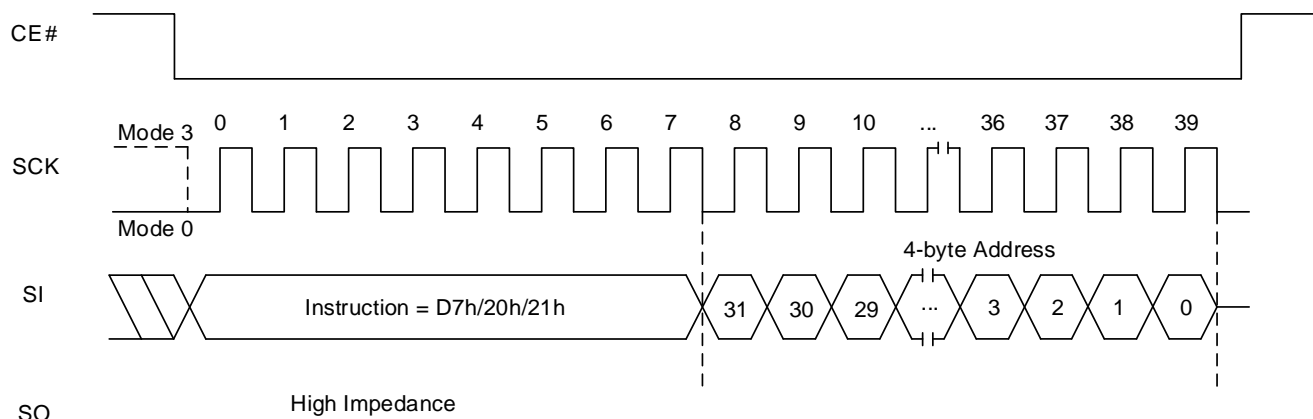 CE#
0 1 2 3 4 5 6 7 8 9 10 ... 36 37 38 39
Mode 3
SCK
Mode 0
4-byte Address
SI
Instruction = D7h/20h/21h 31 30 29 ... 3 2 1 0
High Impedance
SO